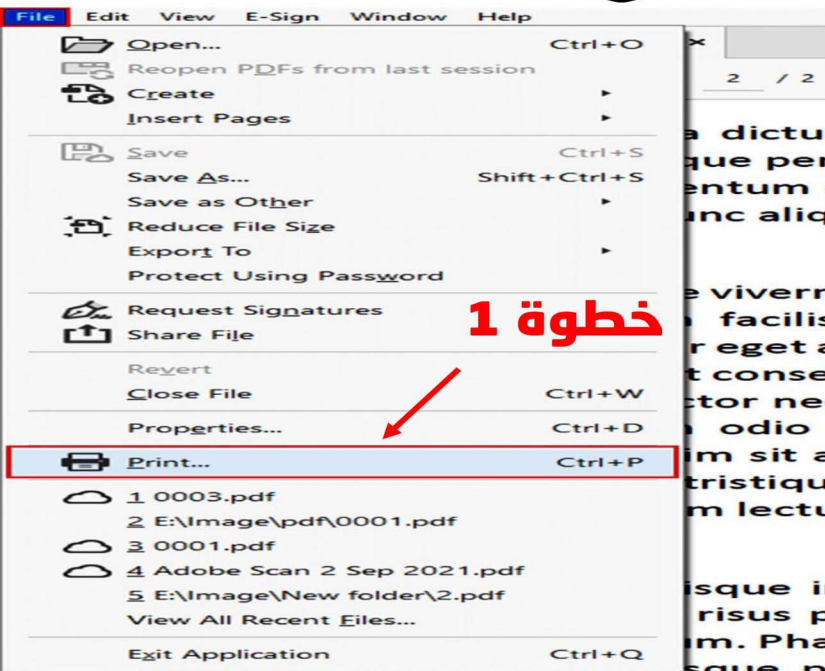 File Edit View E-Sign Window Help
Open... Ctrl+O
Reopen PDFs from last session
Create
Insert Pages
Save Ctrl+S
Save As... Shift+Ctrl+S
Save as Other
Reduce File Size
Export To
Protect Using Password
Request Signatures
Share File
خطوة 1
Revert
Close File Ctrl+W
Properties... Ctrl+D
Print... Ctrl+P
1 0003.pdf
2 E:\Image\pdf\0001.pdf
3 0001.pdf
4 Adobe Scan 2 Sep 2021.pdf
5 E:\Image\New folder\2.pdf
View All Recent Files...
Exit Application Ctrl+Q
2 / 2
a dictu
que per
entum
unc aliq
e viverr
facilis
r eget a
t conse
ctor ne
odio
im sit a
tristiqu
m lectu
isque i
risus p
um. Pha